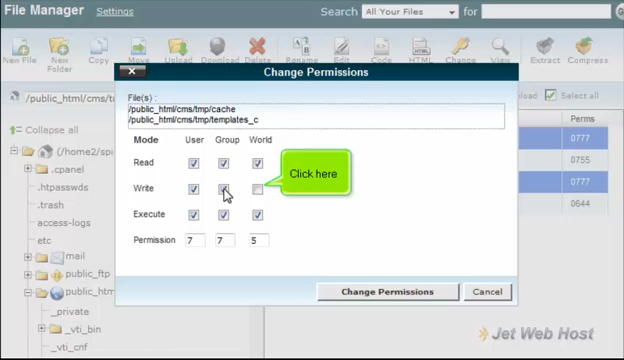 File Manager Settings Search All Your Files for
New File New Folder Copy Move Upload Download Delete Rename Edit Code HTML Change View Extract Compress
/public_html/cms/tmp Select all
Change Permissions
File(s) :
/public_html/cms/tmp/cache
/public_html/cms/tmp/templates_c
Mode User Group World
Read
Write
Click here
Execute
Permission 7 7 5
Change Permissions Cancel
Collapse all
(/home2/spi
.cpanel
.htpasswds
.trash
access-logs
etc
mail
public_ftp
public_htm
_private
_vti_bin
_vti_cnf
Perms
0777
0755
0777
0644
Jet Web Host